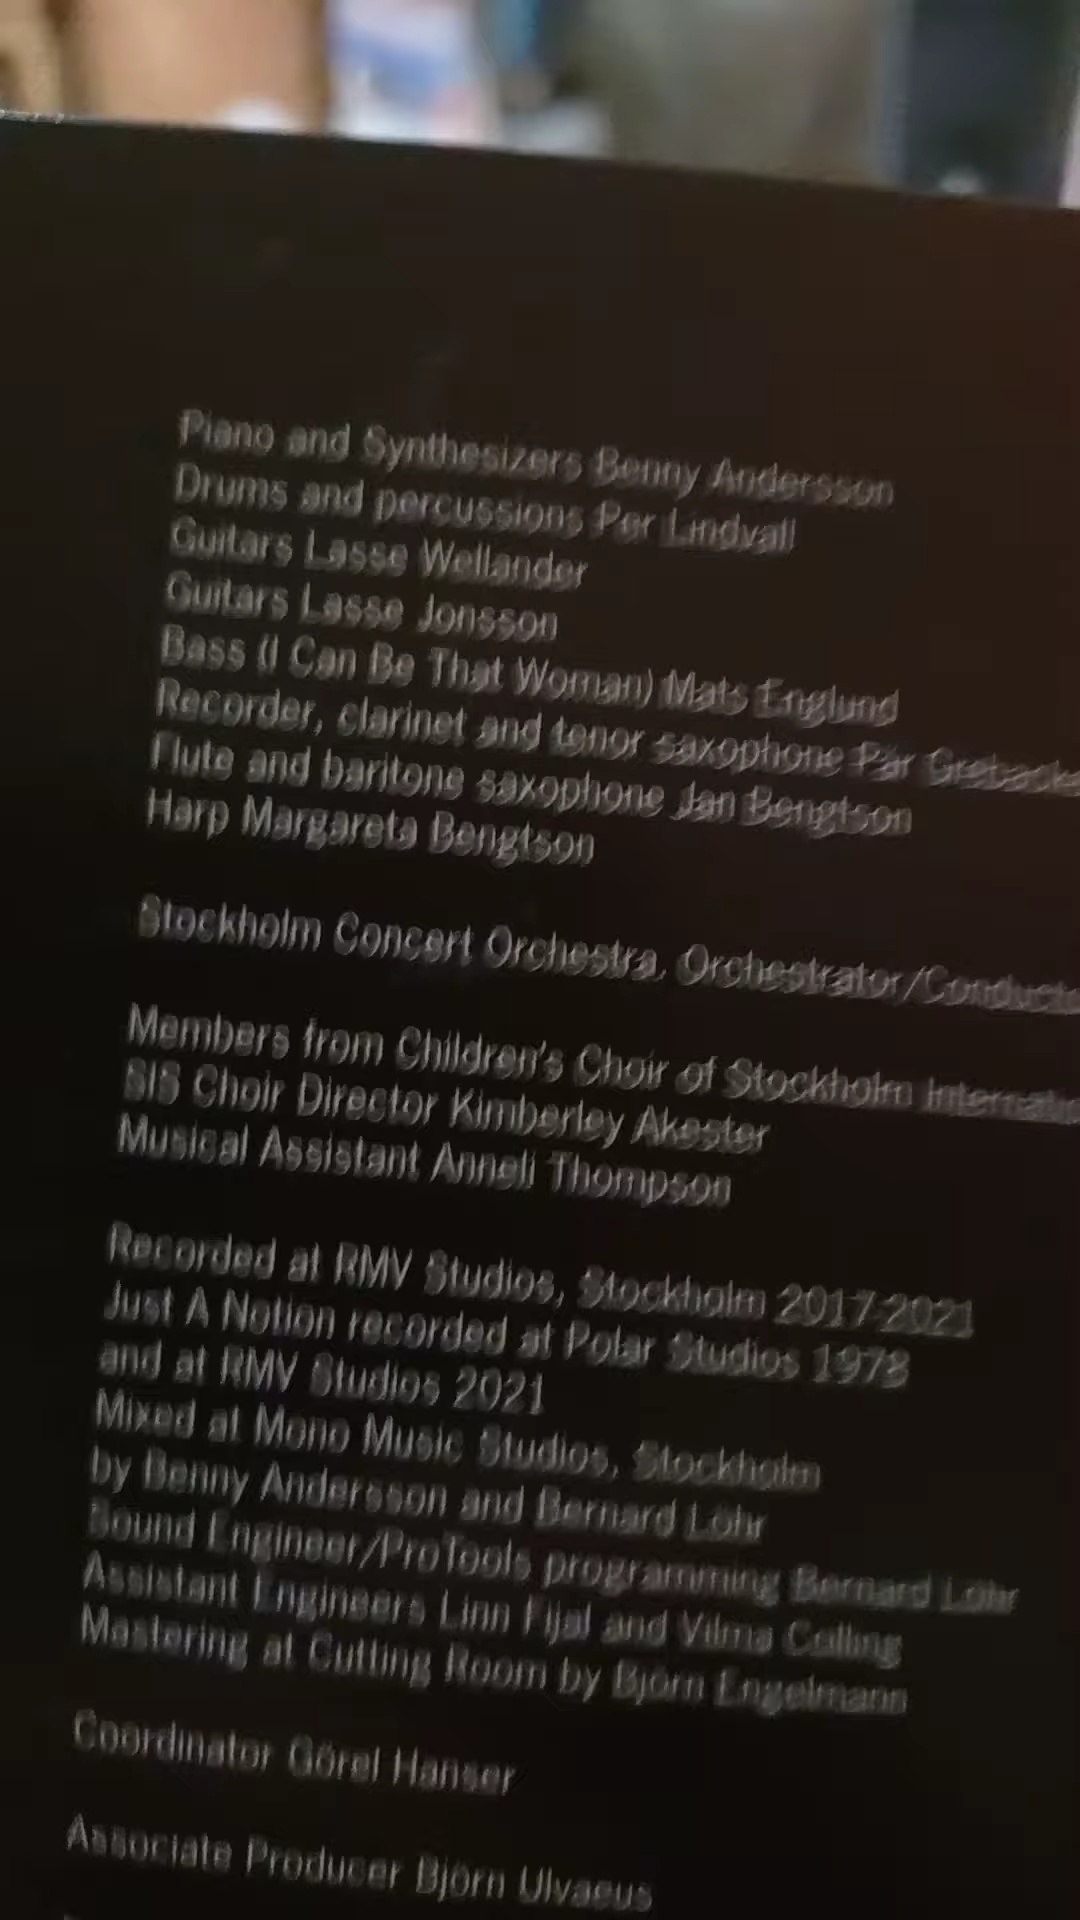 Piano and Synthesizers Benny Andersson
Drums and percussions Per Lindvall
Guitars Lasse Wellander
Guitars Lasse Jonsson
Bass (I Can Be That Woman) Mats Englund
Recorder, clarinet and tenor saxophone Pär
Flute and baritone saxophone Jan Bengtson
Harp Margareta Bengtson
Stockholm Concert Orchestra, Orchestrator/
Members from Children's Choir of Stockholm
SIS Choir Director Kimberley Akester
Musical Assistant Anneli Thompson
Recorded at RMV Studios, Stockholm 2017-2021
Just A Notion recorded at Polar Studios 1978
and at RMV Studios 2021
Mixed at Mono Music Studios, Stockholm
by Benny Andersson and Bernard Löhr
Sound Engineer/ProTools programming Bernard Löhr
Assistant Engineers Linn Fijal and Vilma Colling
Mastering at Cutting Room by Björn Engelmann
Coordinator Görel Hanser
Associate Producer Björn Ulvaeus